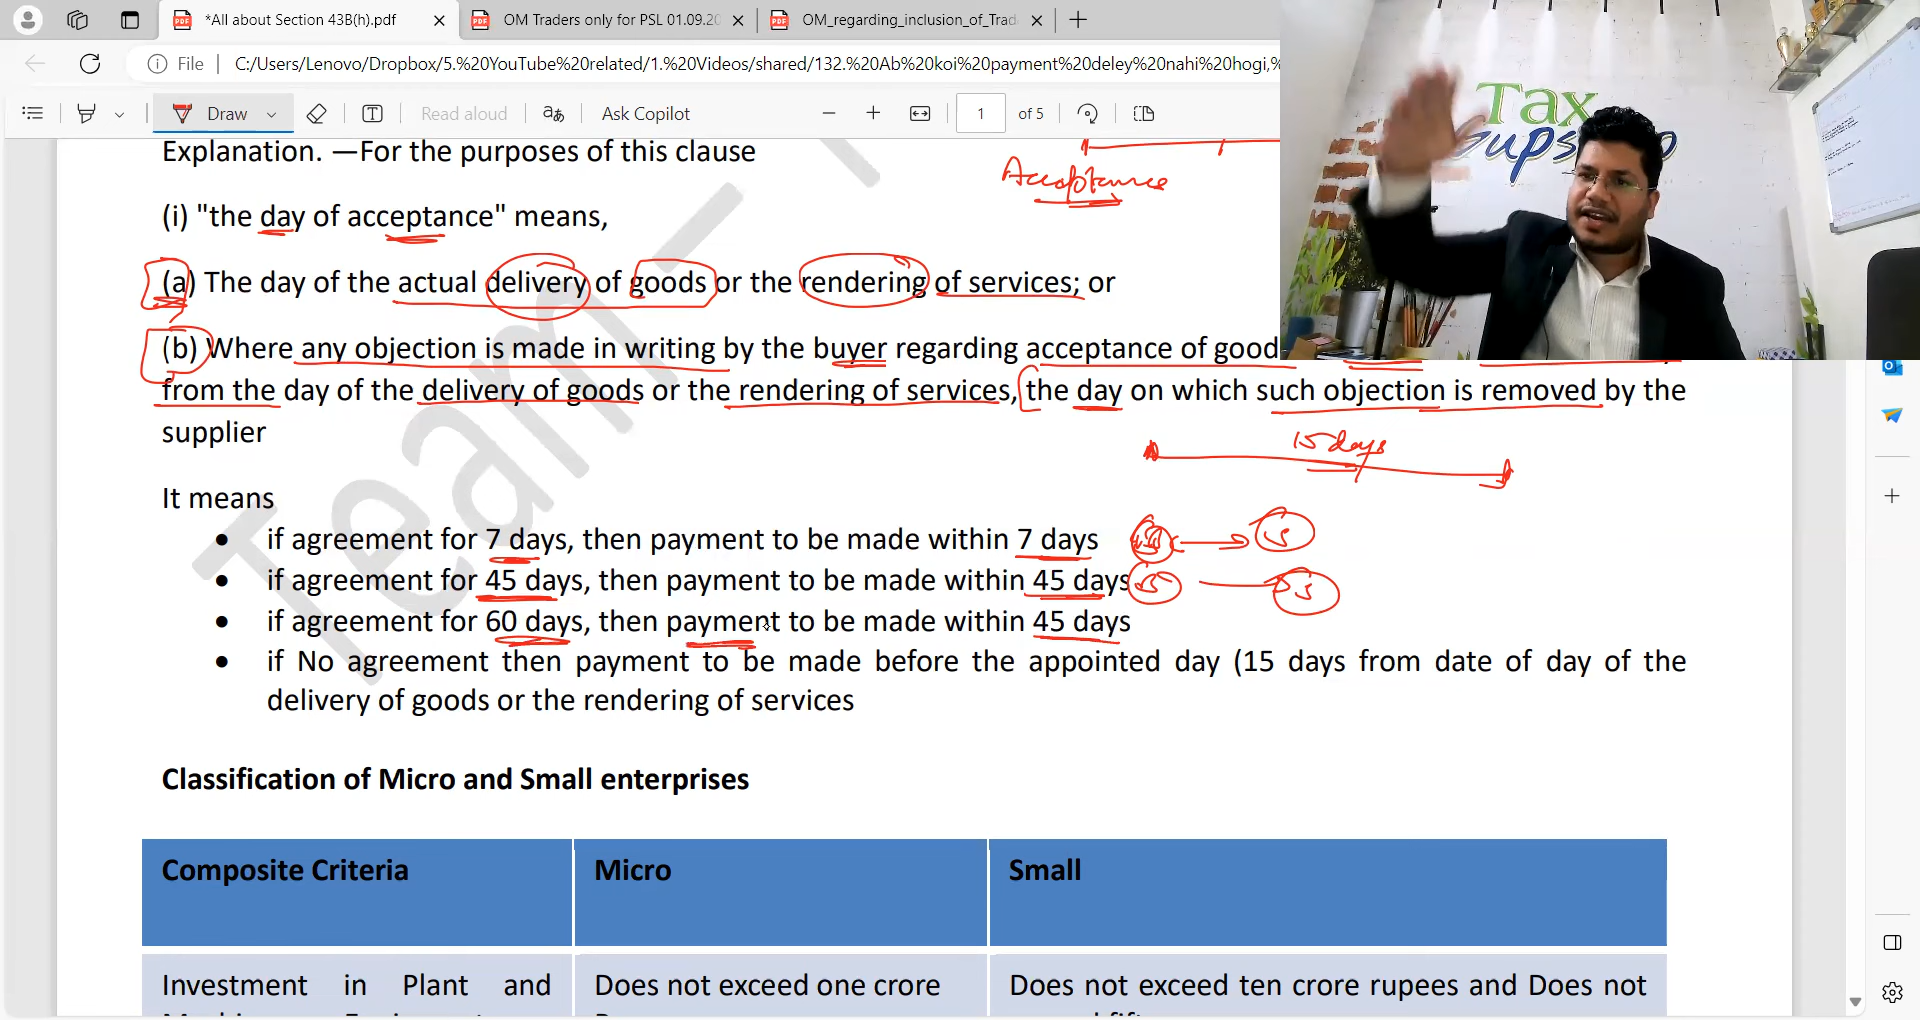 *All about Section 43B(h).pdf
OM Traders only for PSL 01.09.20
OM_regarding_inclusion_of_Trad
File
C:/Users/Lenovo/Dropbox/5.%20YouTube%20related/1.%20Videos/shared/132.%20Ab%20koi%20payment%20deley%20nahi%20hogi,%
Draw
Read aloud
Ask Copilot
1 of 5
Tax
Explanation. —For the purposes of this clause
Acceptance
(i) "the day of acceptance" means,
(a) The day of the actual delivery of goods or the rendering of services; or
(b) Where any objection is made in writing by the buyer regarding acceptance of good
from the day of the delivery of goods or the rendering of services, the day on which such objection is removed by the
supplier
15 days
It means
if agreement for 7 days, then payment to be made within 7 days
if agreement for 45 days, then payment to be made within 45 days
if agreement for 60 days, then payment to be made within 45 days
if No agreement then payment to be made before the appointed day (15 days from date of day of the
delivery of goods or the rendering of services
Team -
Classification of Micro and Small enterprises
Composite Criteria Micro Small
Investment in Plant and Does not exceed one crore Does not exceed ten crore rupees and Does not